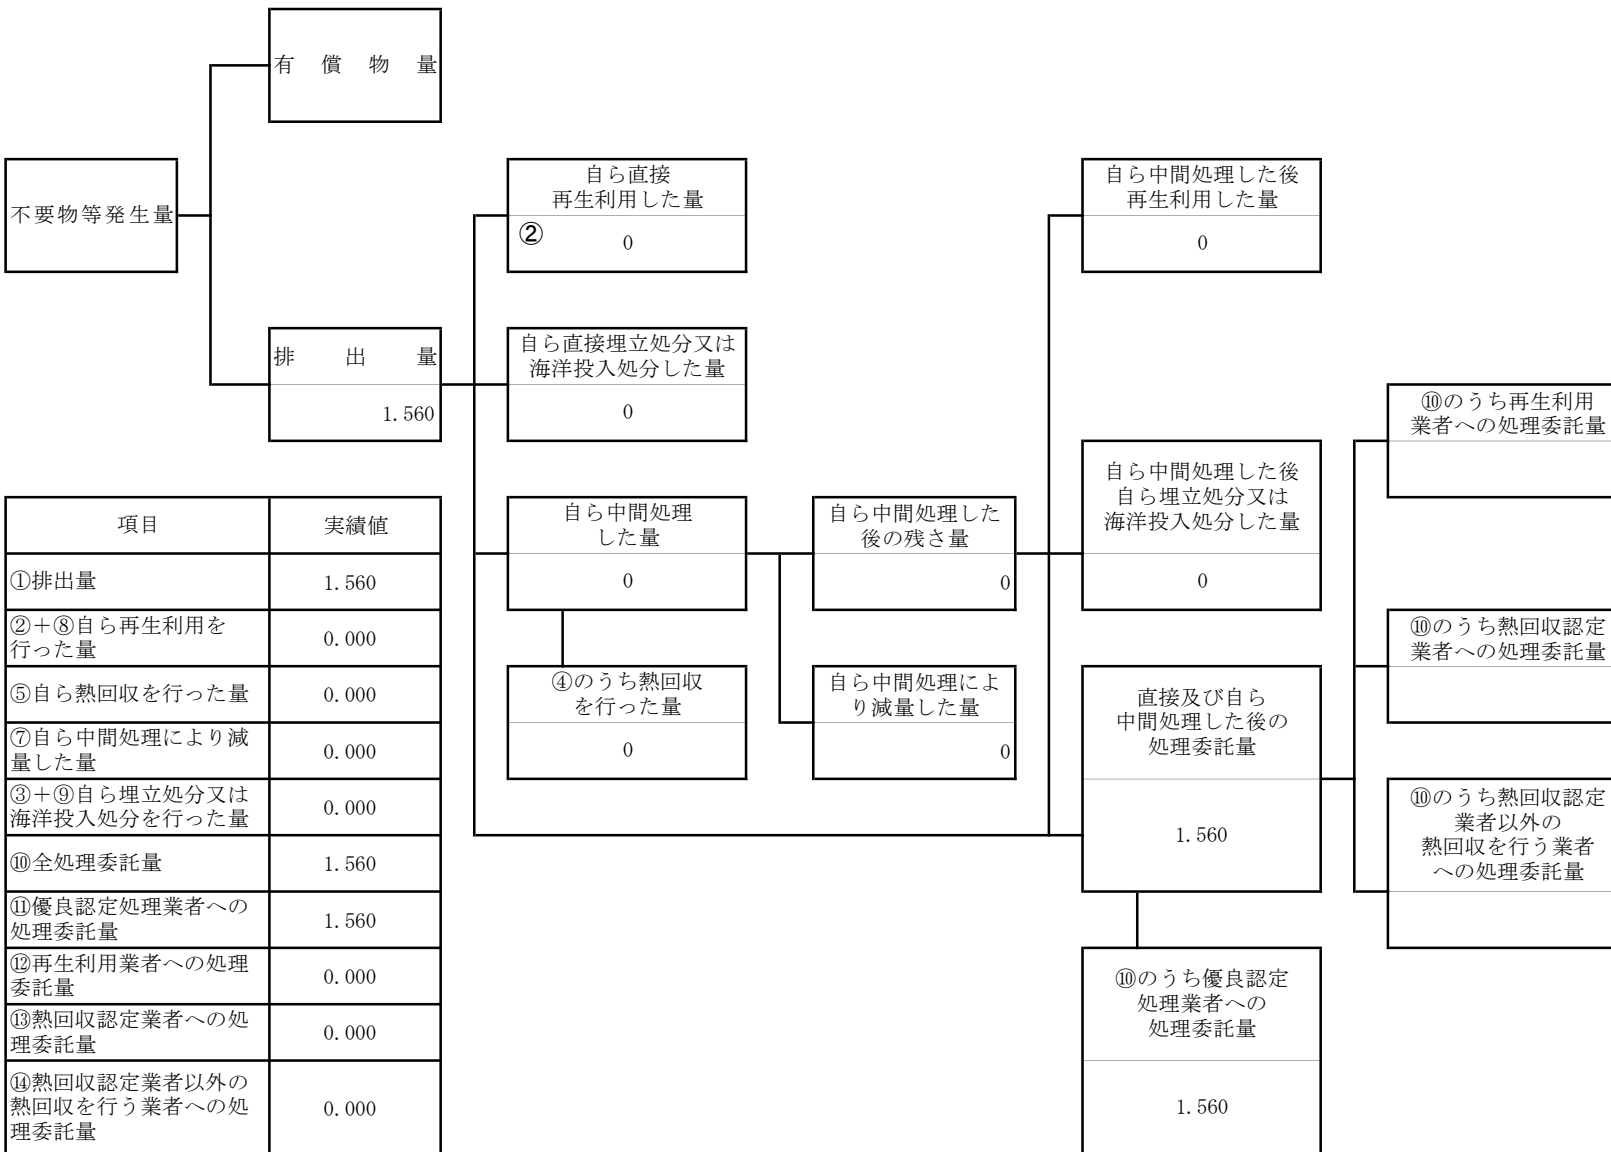 有償物量
不要物等発生量
自ら直接
再生利用した量
② 0
自ら中間処理した後
再生利用した量
0
排出量
1.560
自ら直接埋立処分又は
海洋投入処分した量
0
⑩のうち再生利用
業者への処理委託量
自ら中間処理した後
自ら埋立処分又は
海洋投入処分した量
0
自ら中間処理
した量
0
自ら中間処理した
後の残さ量
0
⑩のうち熱回収認定
業者への処理委託量
④のうち熱回収
を行った量
0
自ら中間処理によ
り減量した量
0
直接及び自ら
中間処理した後の
処理委託量
1.560
⑩のうち熱回収認定
業者以外の
熱回収を行う業者
への処理委託量
⑩のうち優良認定
処理業者への
処理委託量
1.560
項目 実績値
①排出量 1.560
②+⑧自ら再生利用を
行った量 0.000
⑤自ら熱回収を行った量 0.000
⑦自ら中間処理により減
量した量 0.000
③+⑨自ら埋立処分又は
海洋投入処分を行った量 0.000
⑩全処理委託量 1.560
⑪優良認定処理業者への
処理委託量 1.560
⑫再生利用業者への処理
委託量 0.000
⑬熱回収認定業者への処
理委託量 0.000
⑭熱回収認定業者以外の
熱回収を行う業者への処
理委託量 0.000